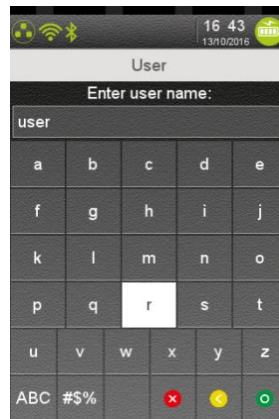 16 43
13/10/2016
User
Enter user name:
user
a b c d e
f g h i j
k l m n o
p q r s t
u v w x y z
ABC #$%